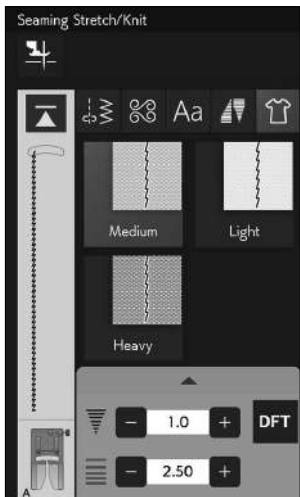 Seaming Stretch/Knit
Aa
Medium
Light
Heavy
1.0
DFT
2.50
A